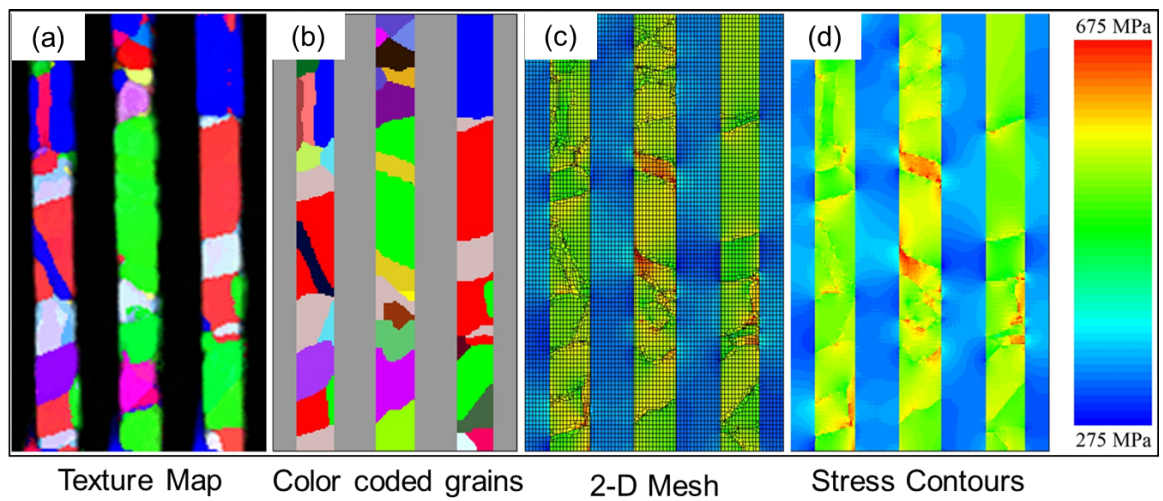 (a)
(b)
(c)
(d)
675 MPa
275 MPa
Texture Map
Color coded grains
2-D Mesh
Stress Contours